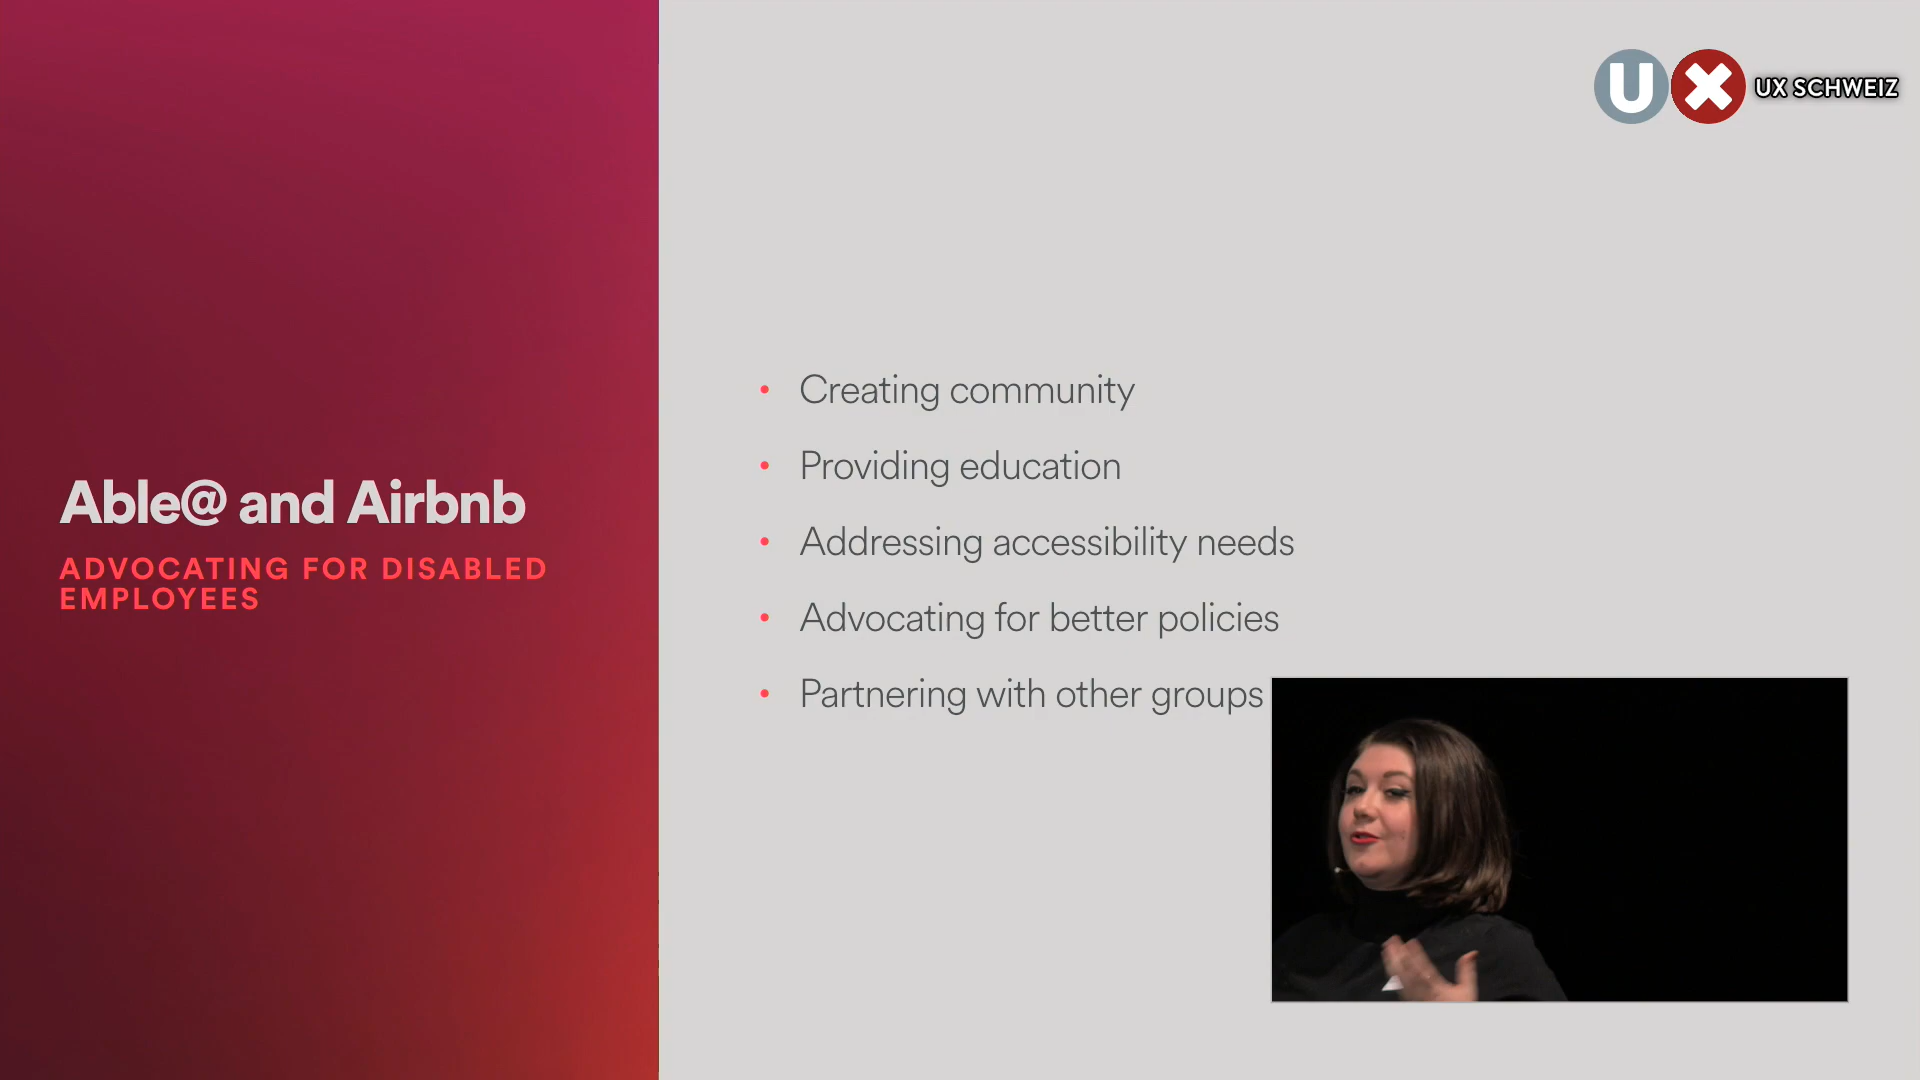 Able@ and Airbnb
ADVOCATING FOR DISABLED
EMPLOYEES
• Creating community
• Providing education
• Addressing accessibility needs
• Advocating for better policies
• Partnering with other groups
UX UX SCHWEIZ